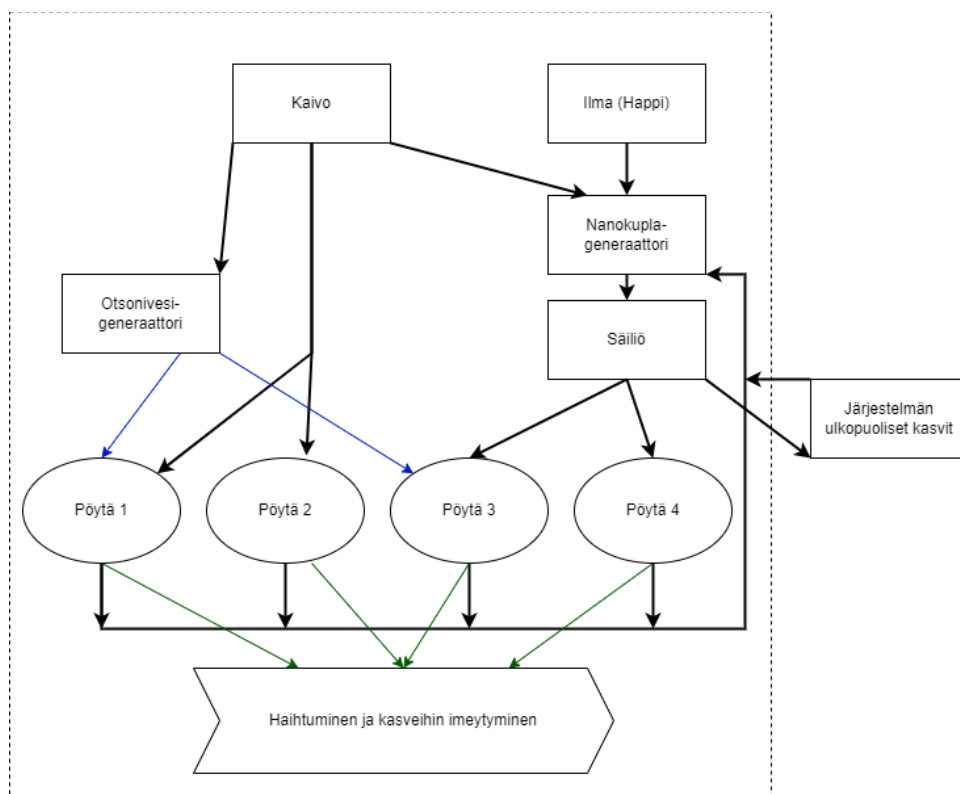 Kaivo
Ilma (Happi)
Nanokupla-
generaattori
Otsonivesi-
generaattori
Säiliö
Järjestelmän
ulkopuoliset kasvit
Pöytä 1
Pöytä 2
Pöytä 3
Pöytä 4
Haihtuminen ja kasveihin imeytyminen